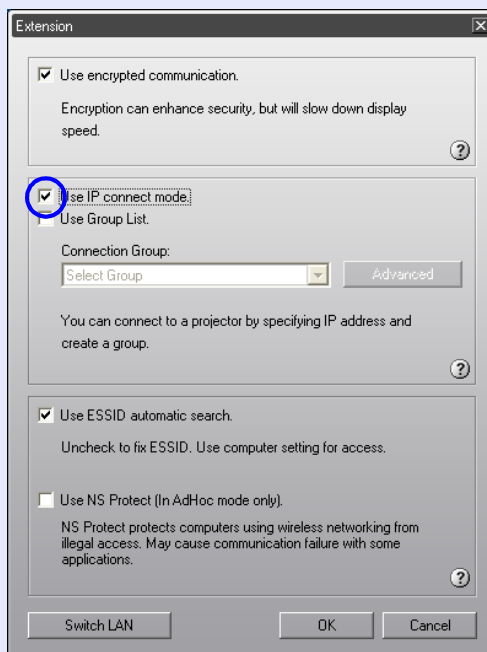 Extension
Use encrypted communication.
Encryption can enhance security, but will slow down display
speed.
Use IP connect mode.
Use Group List.
Connection Group:
Select Group
Advanced
You can connect to a projector by specifying IP address and
create a group.
Use ESSID automatic search.
Uncheck to fix ESSID. Use computer setting for access.
Use NS Protect (In AdHoc mode only).
NS Protect protects computers using wireless networking from
illegal access. May cause communication failure with some
applications.
Switch LAN
OK
Cancel